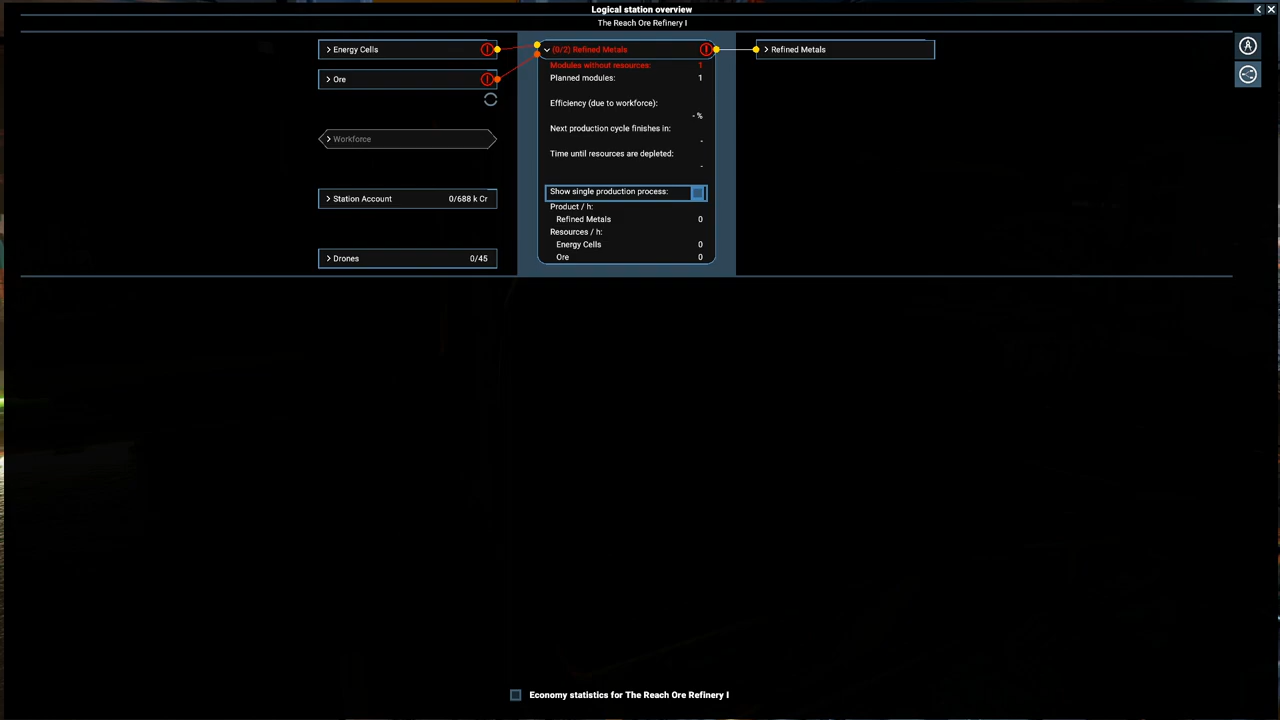 Logical station overview
The Reach Ore Refinery I
Energy Cells
Ore
Workforce
Station Account 0/688 k Cr
Drones 0/45
(0/2) Refined Metals
Modules without resources: 1
Planned modules: 1
Efficiency (due to workforce):
- %
Next production cycle finishes in:
-
Time until resources are depleted:
-
Show single production process:
Product / h:
Refined Metals 0
Resources / h:
Energy Cells 0
Ore 0
Refined Metals
Economy statistics for The Reach Ore Refinery I